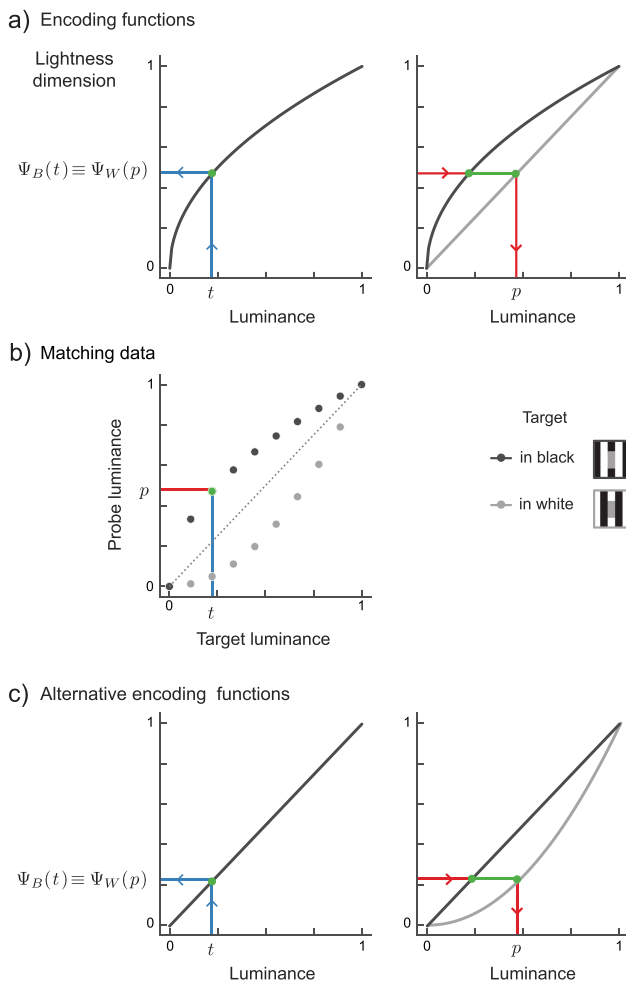 a) Encoding functions
Lightness
dimension
1
Ψ_B(t) ≡ Ψ_W(p)
0
0
t
1
Luminance
1
0
0
p
1
Luminance
b) Matching data
Probe luminance
1
p
0
0
t
1
Target luminance
Target
in black
in white
c) Alternative encoding functions
1
Ψ_B(t) ≡ Ψ_W(p)
0
0
t
1
Luminance
1
0
0
p
1
Luminance